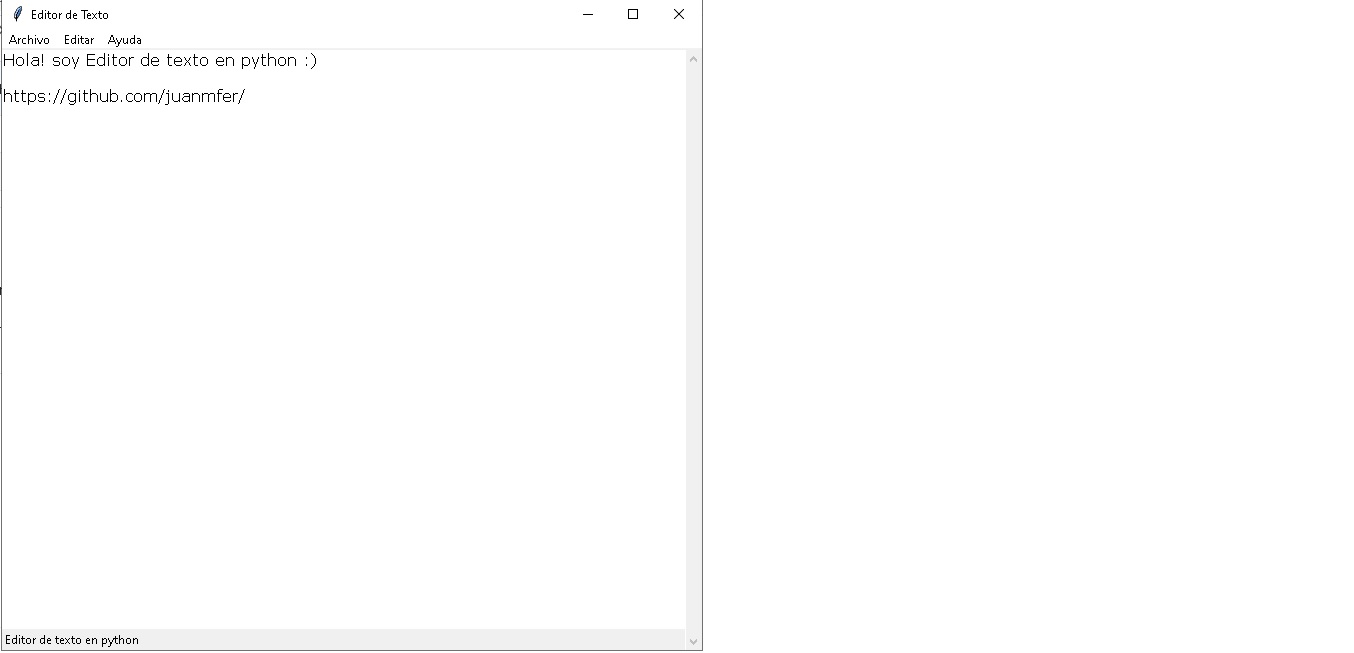 Editor de Texto
Archivo Editar Ayuda
Hola! soy Editor de texto en python :)
https://github.com/juanmfer/
Editor de texto en python